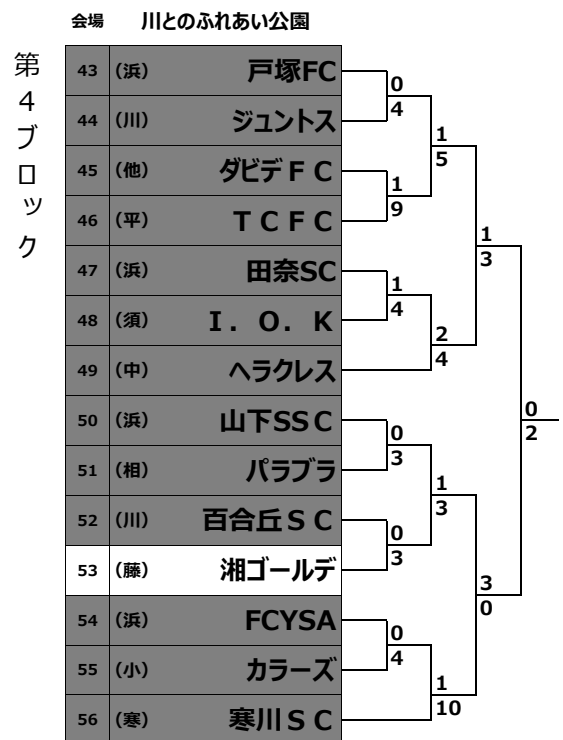 会場 川とのふれあい公園
第4ブロック
43 (浜) 戸塚FC
44 (川) ジュントス
45 (他) ダビデＦＣ
46 (平) ＴＣＦＣ
47 (浜) 田奈SC
48 (須) Ｉ．Ｏ．Ｋ
49 (中) ヘラクレス
50 (浜) 山下SSＣ
51 (相) パラブラ
52 (川) 百合丘ＳＣ
53 (藤) 湘ゴールデ
54 (浜) FCYSA
55 (小) カラーズ
56 (寒) 寒川ＳＣ
0
4
1
9
1
4
0
3
0
3
0
4
1
5
2
4
1
3
1
10
1
3
3
0
0
2